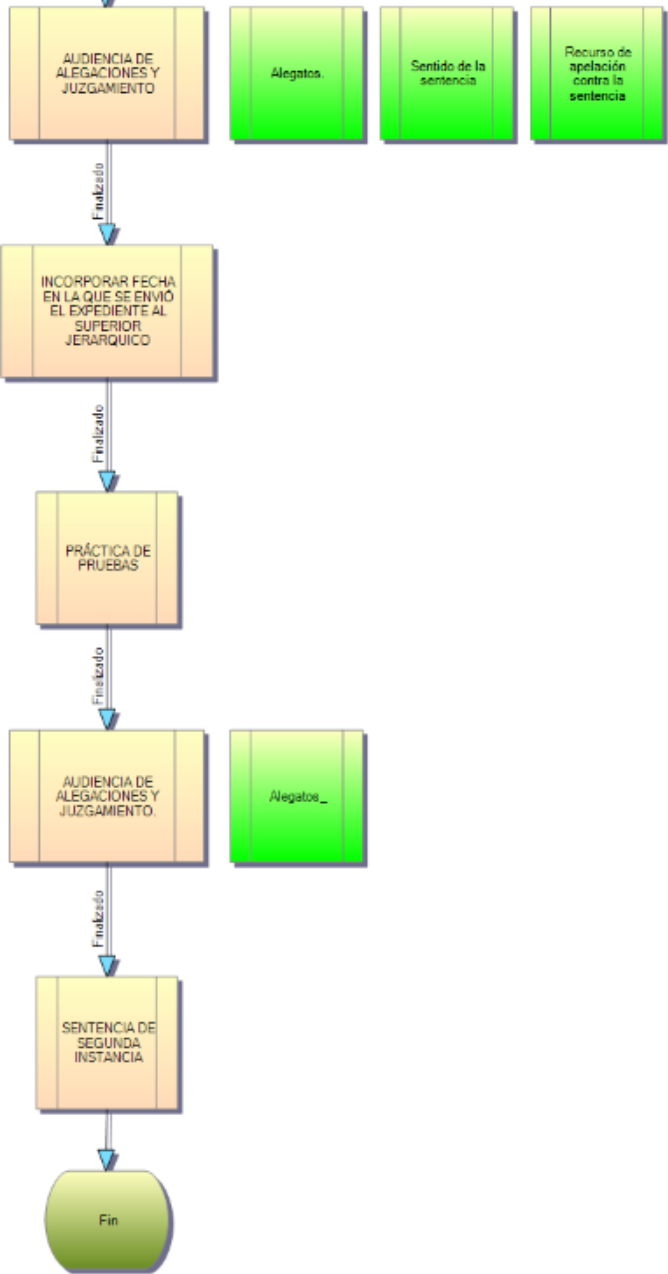 AUDIENCIA DE
ALEGACIONES Y
JUZGAMIENTO
Alegatos.
Sentido de la
sentencia
Recurso de
apelación
contra la
sentencia
Finalizado
INCORPORAR FECHA
EN LA QUE SE ENVIÓ
EL EXPEDIENTE AL
SUPERIOR
JERARQUICO
Finalizado
PRÁCTICA DE
PRUEBAS
Finalizado
AUDIENCIA DE
ALEGACIONES Y
JUZGAMIENTO.
Alegatos_
Finalizado
SENTENCIA DE
SEGUNDA
INSTANCIA
Fin